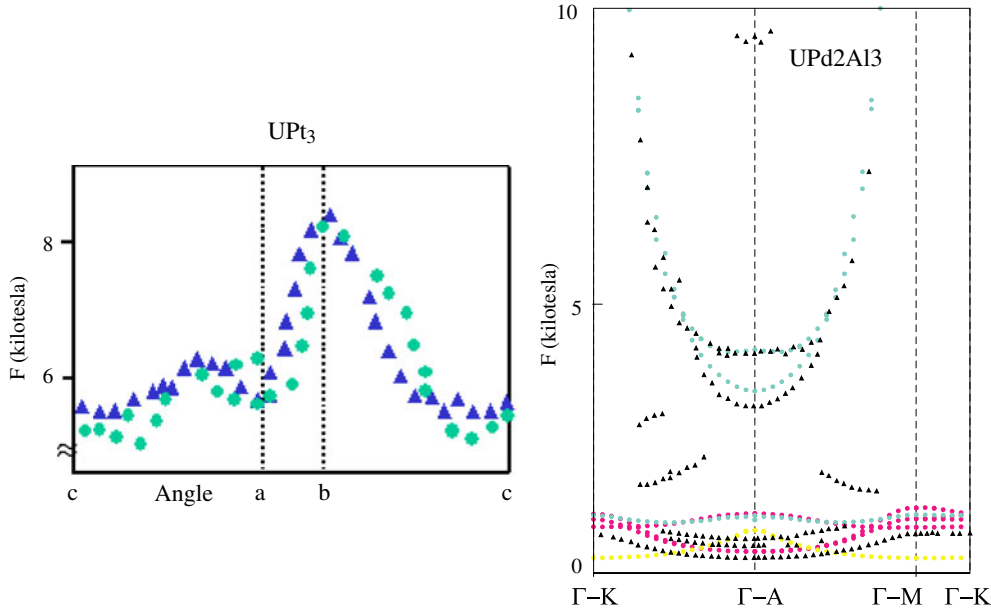 UPt3
8
6
F (kilotesla)
≈
c
Angle
a
b
c
UPd2Al3
10
5
0
F (kilotesla)
Γ–K
Γ–A
Γ–M
Γ–K